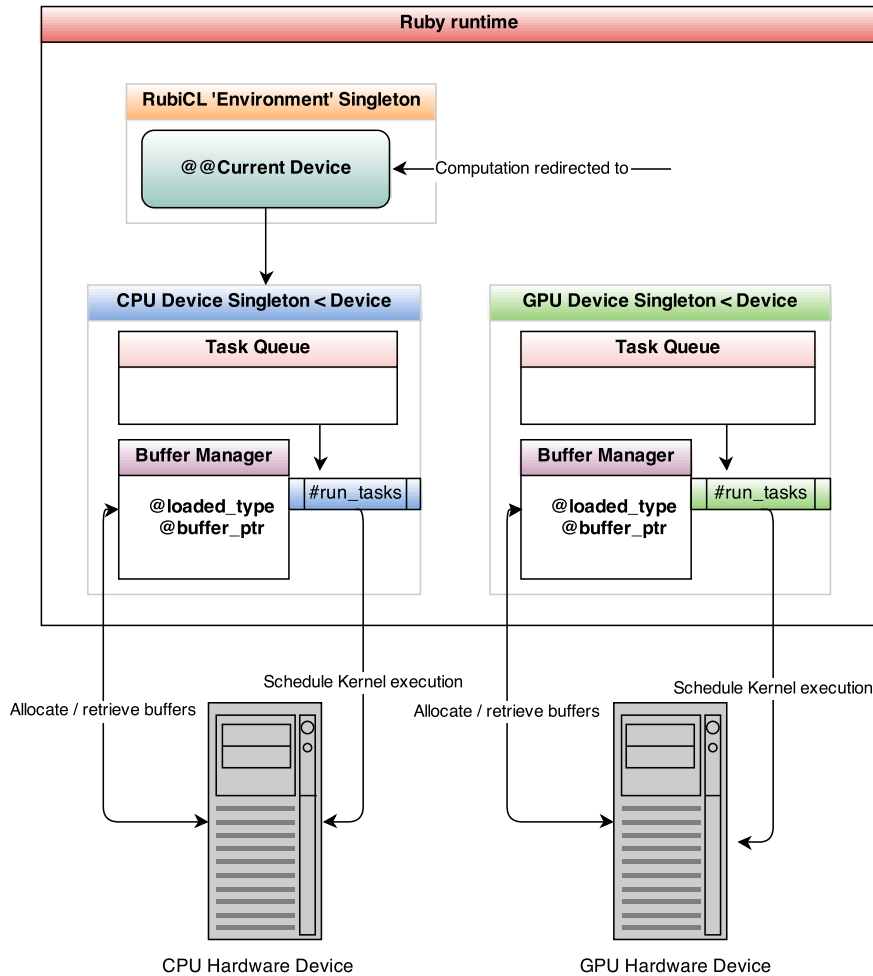 Ruby runtime
RubiCL 'Environment' Singleton
@@Current Device
Computation redirected to
CPU Device Singleton < Device
GPU Device Singleton < Device
Task Queue
Task Queue
Buffer Manager
#run_tasks
@loaded_type
@buffer_ptr
Buffer Manager
#run_tasks
@loaded_type
@buffer_ptr
Schedule Kernel execution
Allocate / retrieve buffers
Schedule Kernel execution
Allocate / retrieve buffers
CPU Hardware Device
GPU Hardware Device